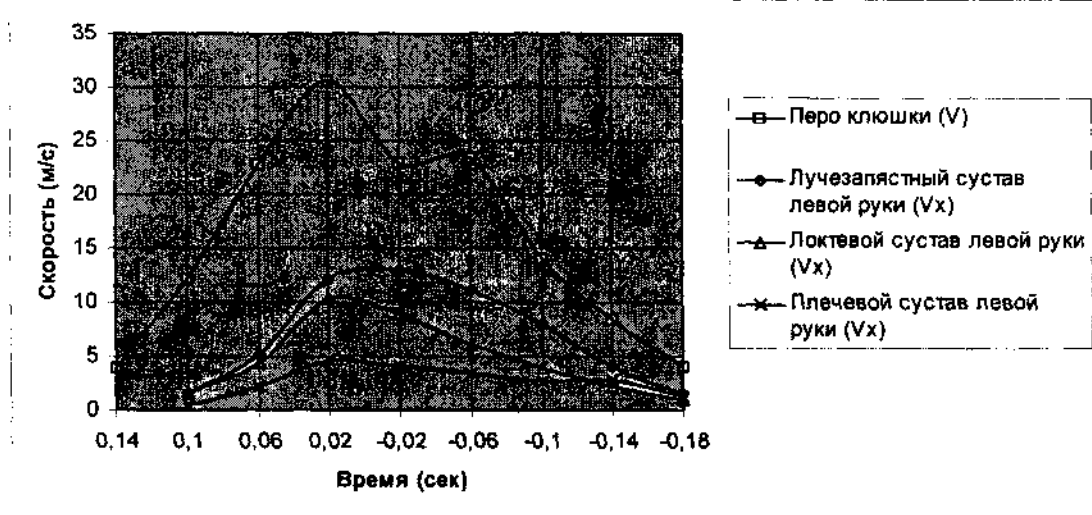 35
30
25
20
15
10
5
0
Скорость (м/с)
0,14 0,1 0,06 0,02 -0,02 -0,06 -0,1 -0,14 -0,18
Время (сек)
Перо клюшки (V)
Лучезапястный сустав
левой руки (Vx)
Локтевой сустав левой руки
(Vx)
Плечевой сустав левой
руки (Vx)